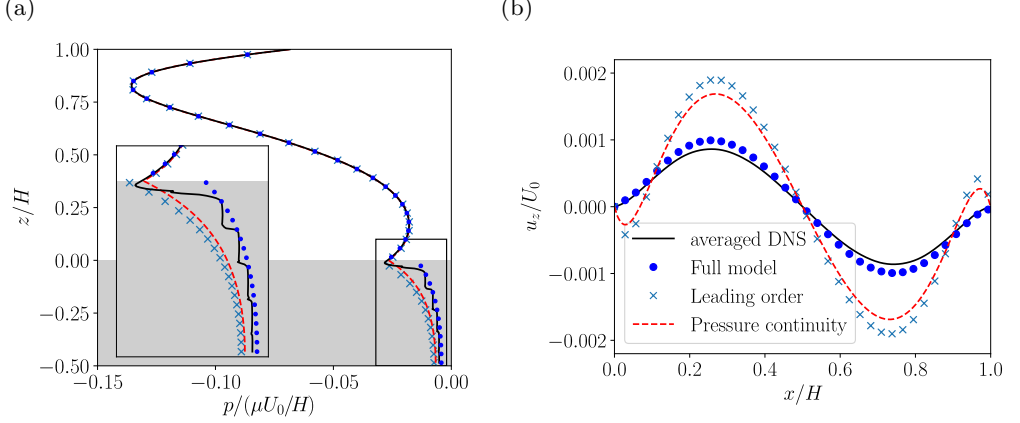 (a)
1.00
0.75
0.50
0.25
0.00
−0.25
−0.50
z/H
−0.15
−0.10
−0.05
0.00
p/(μU₀/H)
(b)
0.002
0.001
0.000
−0.001
−0.002
u_z/U₀
averaged DNS
Full model
Leading order
Pressure continuity
0.0
0.2
0.4
0.6
0.8
1.0
x/H